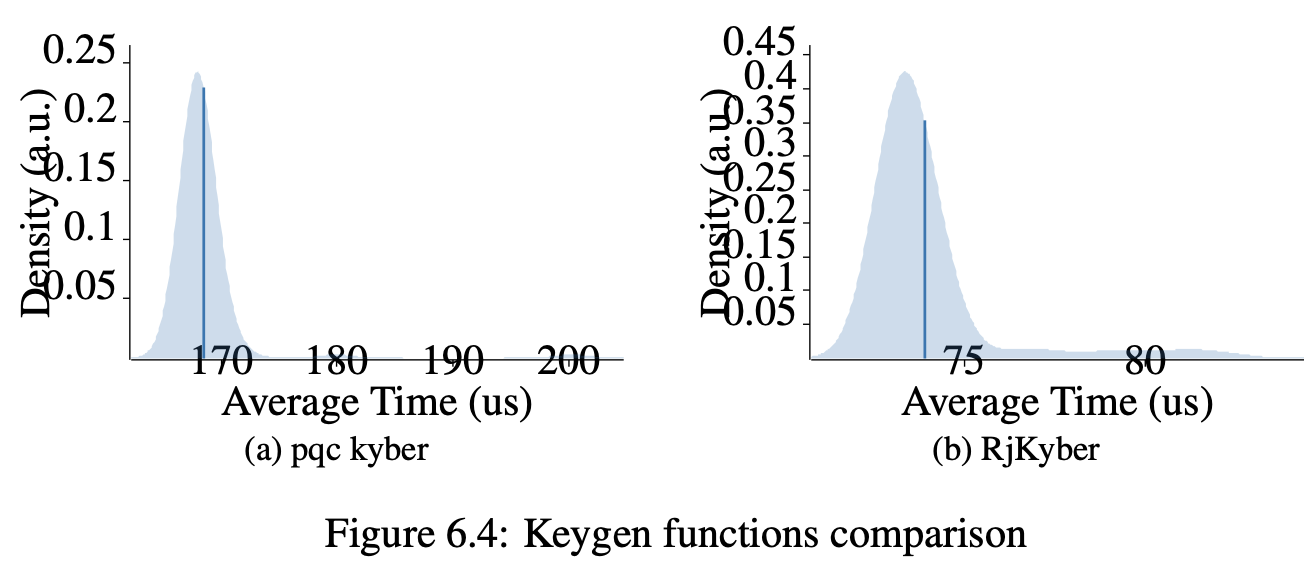 0.25
0.2
0.15
0.1
0.05
Density (a.u.)
170 180 190 200
Average Time (us)
(a) pqc kyber
0.45
0.4
0.35
0.3
0.25
0.2
0.15
0.1
0.05
Density (a.u.)
75 80
Average Time (us)
(b) RjKyber
Figure 6.4: Keygen functions comparison